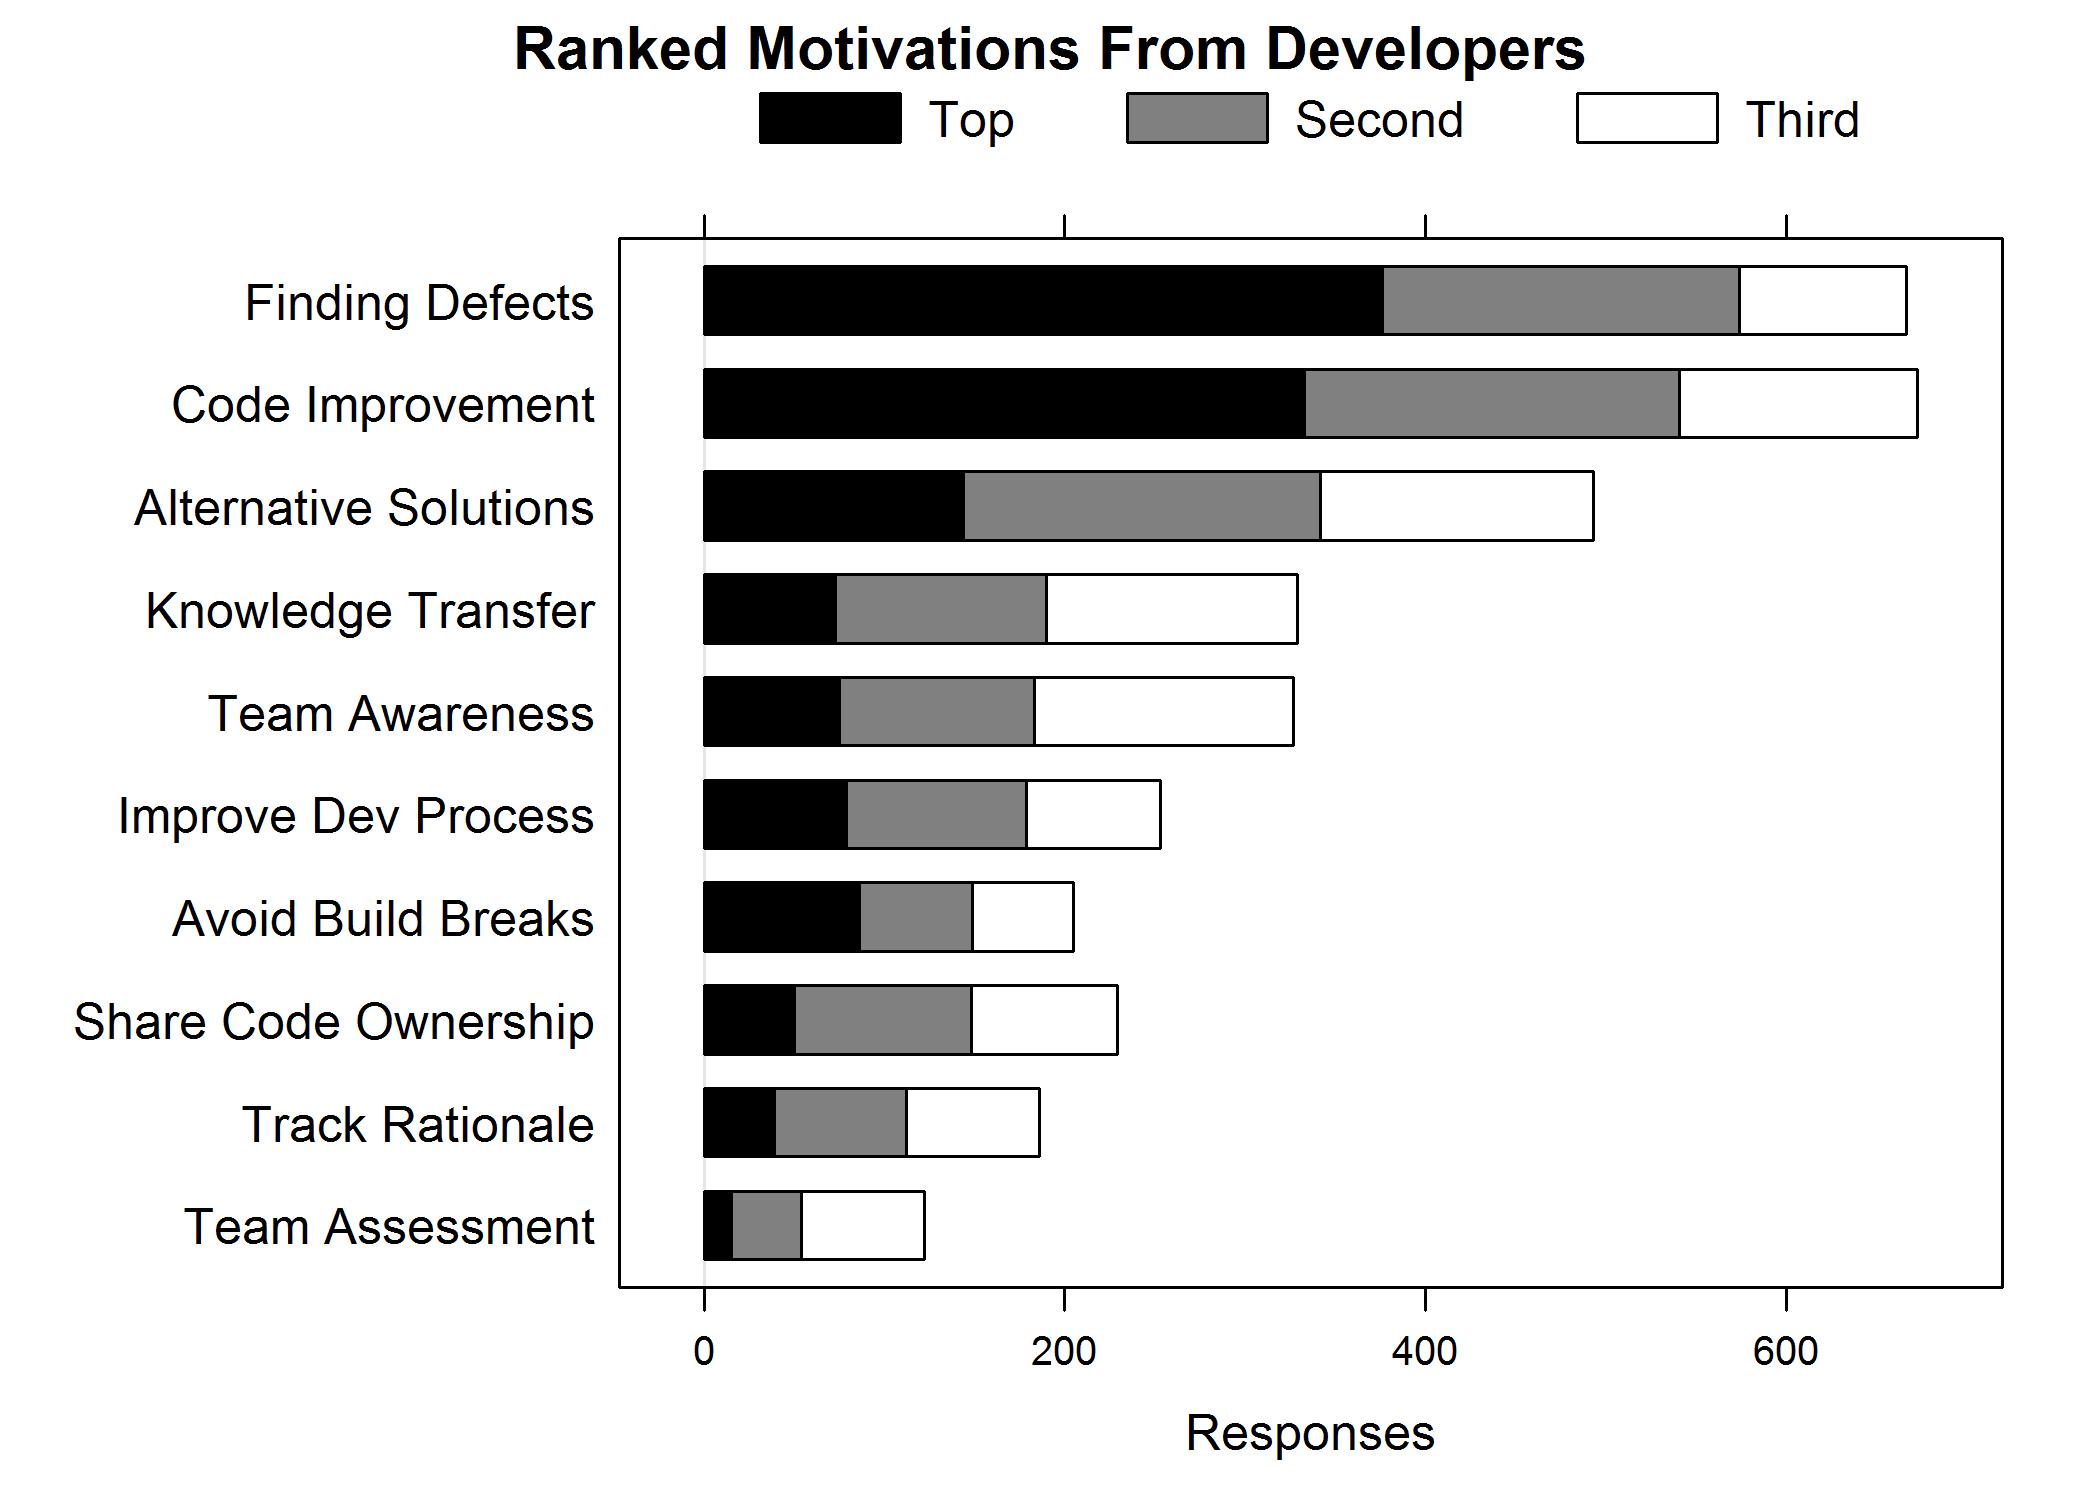 Ranked Motivations From Developers
Top Second Third
Finding Defects
Code Improvement
Alternative Solutions
Knowledge Transfer
Team Awareness
Improve Dev Process
Avoid Build Breaks
Share Code Ownership
Track Rationale
Team Assessment
0 200 400 600
Responses